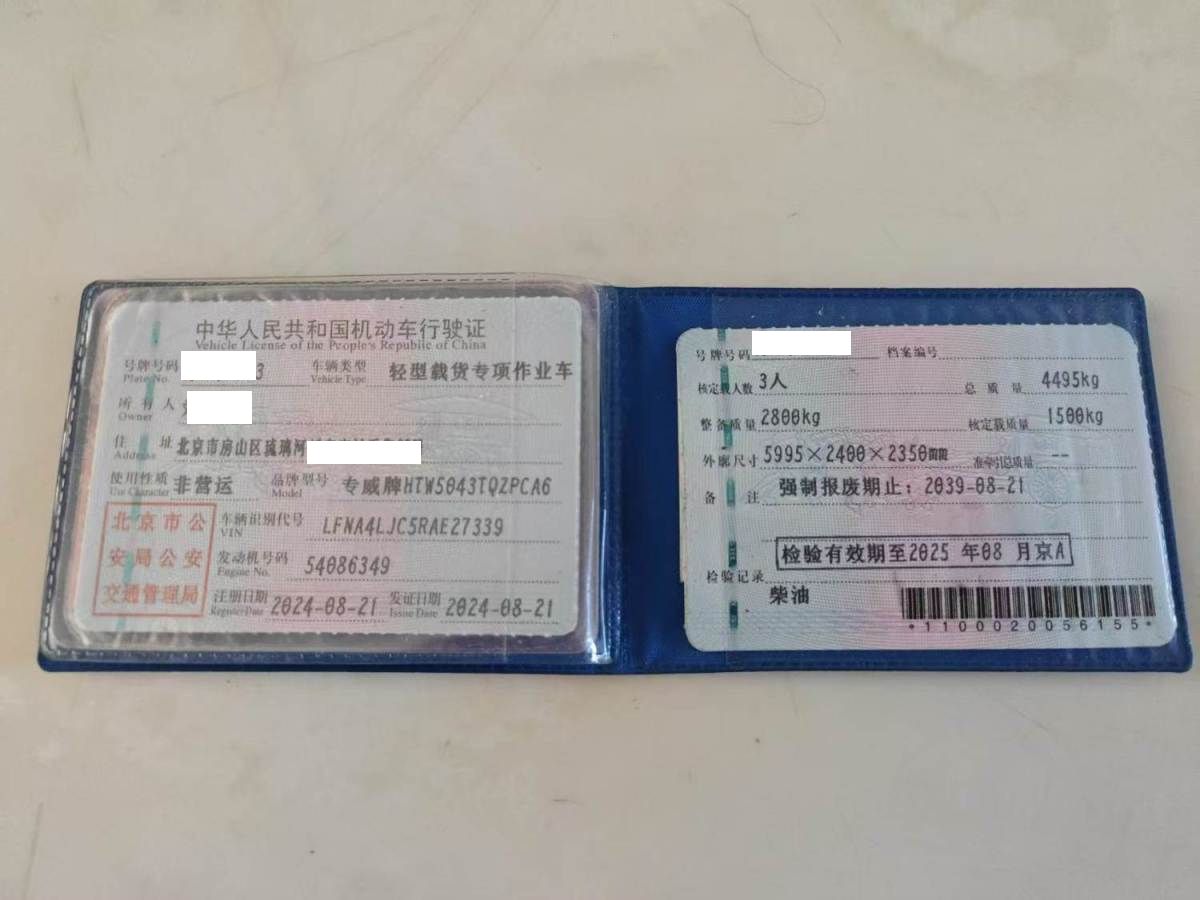 中华人民共和国机动车行驶证
Vehicle License of the People's Republic of China
号牌号码 3 车辆类型 轻型载货专项作业车
Plate No. Vehicle Type
所有人
Owner
住址 北京市房山区琉璃河
Address
使用性质 非营运 品牌型号 专威牌HTW5043TQZPCA6
Use Character Model
北京市公安局公安交通管理局
车辆识别代号 LFNA4LJC5RAE27339
VIN
发动机号码 54086349
Engine No.
注册日期 2024-08-21 发证日期 2024-08-21
Register Date Issue Date
号牌号码 档案编号
核定载人数 3人 总质量 4495kg
整备质量 2800kg 核定载质量 1500kg
外廓尺寸 5995×2400×2350mm 准牵引总质量 --
备注 强制报废期止：2039-08-21
检验有效期至2025 年08 月京A
检验记录
柴油
*1100020056155*